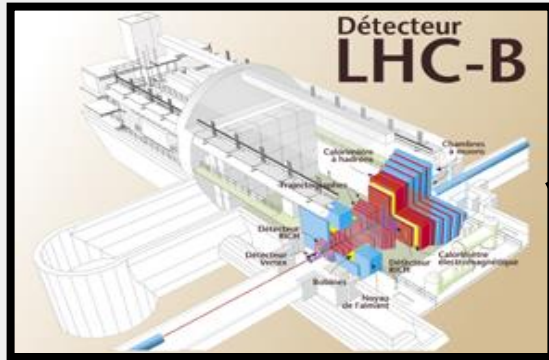 Détecteur
LHC-B
Calorimètre
à hadrons
Chambres
à muons
Trajectographes
Détecteur
RICH
Détecteur
Vertex
Bobines
Noyau
de l'aimant
Détecteur
RICH
Calorimètre
électromagnétique